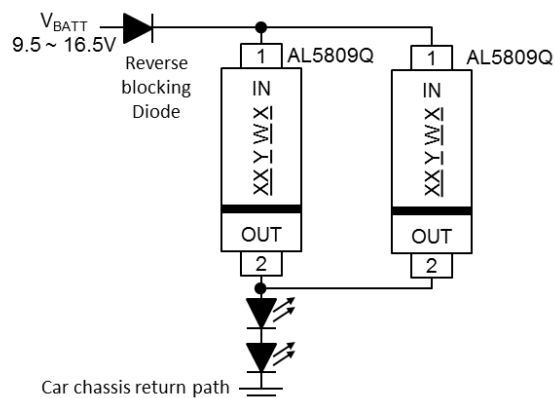 VBATT
9.5 ~ 16.5V
Reverse
blocking
Diode
1
AL5809Q
IN
XX Y W X
OUT
2
1
AL5809Q
IN
XX Y W X
OUT
2
Car chassis return path